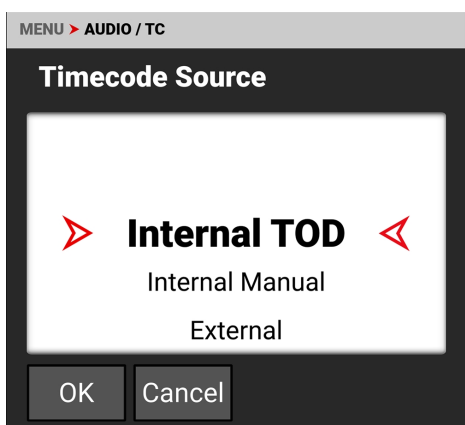 MENU > AUDIO / TC
Timecode Source
Internal TOD
Internal Manual
External
OK Cancel